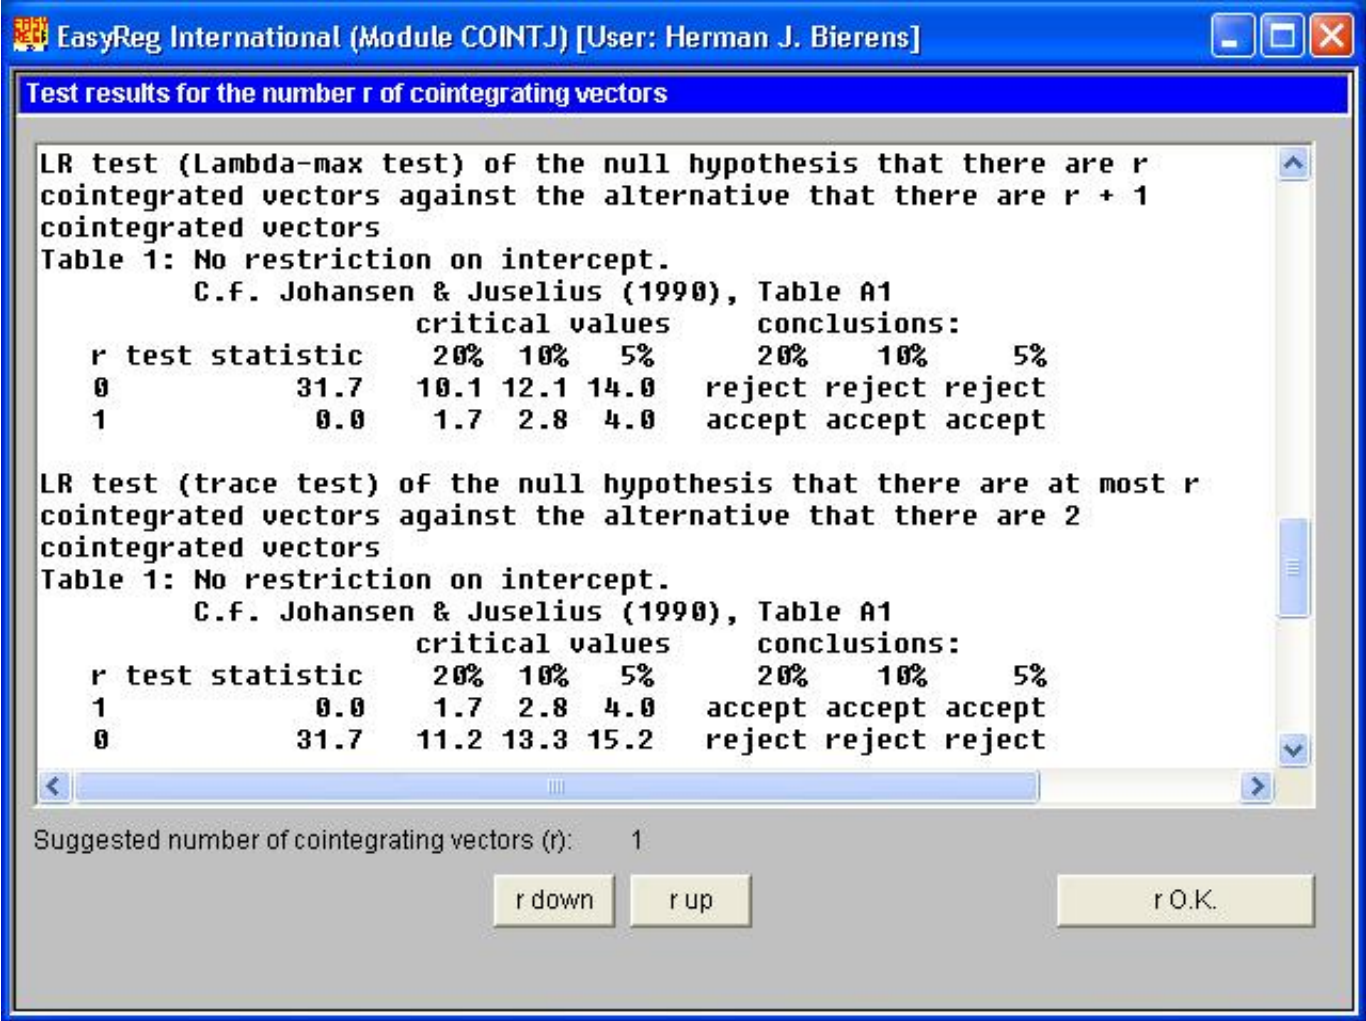 EasyReg International (Module COINTJ) [User: Herman J. Bierens]
Test results for the number r of cointegrating vectors
LR test (Lambda-max test) of the null hypothesis that there are r
cointegrated vectors against the alternative that there are r + 1
cointegrated vectors
Table 1: No restriction on intercept.
C.f. Johansen & Juselius (1990), Table A1
critical values conclusions:
r test statistic 20% 10% 5% 20% 10% 5%
0 31.7 10.1 12.1 14.0 reject reject reject
1 0.0 1.7 2.8 4.0 accept accept accept
LR test (trace test) of the null hypothesis that there are at most r
cointegrated vectors against the alternative that there are 2
cointegrated vectors
Table 1: No restriction on intercept.
C.f. Johansen & Juselius (1990), Table A1
critical values conclusions:
r test statistic 20% 10% 5% 20% 10% 5%
1 0.0 1.7 2.8 4.0 accept accept accept
0 31.7 11.2 13.3 15.2 reject reject reject
Suggested number of cointegrating vectors (r): 1
r down r up r O.K.